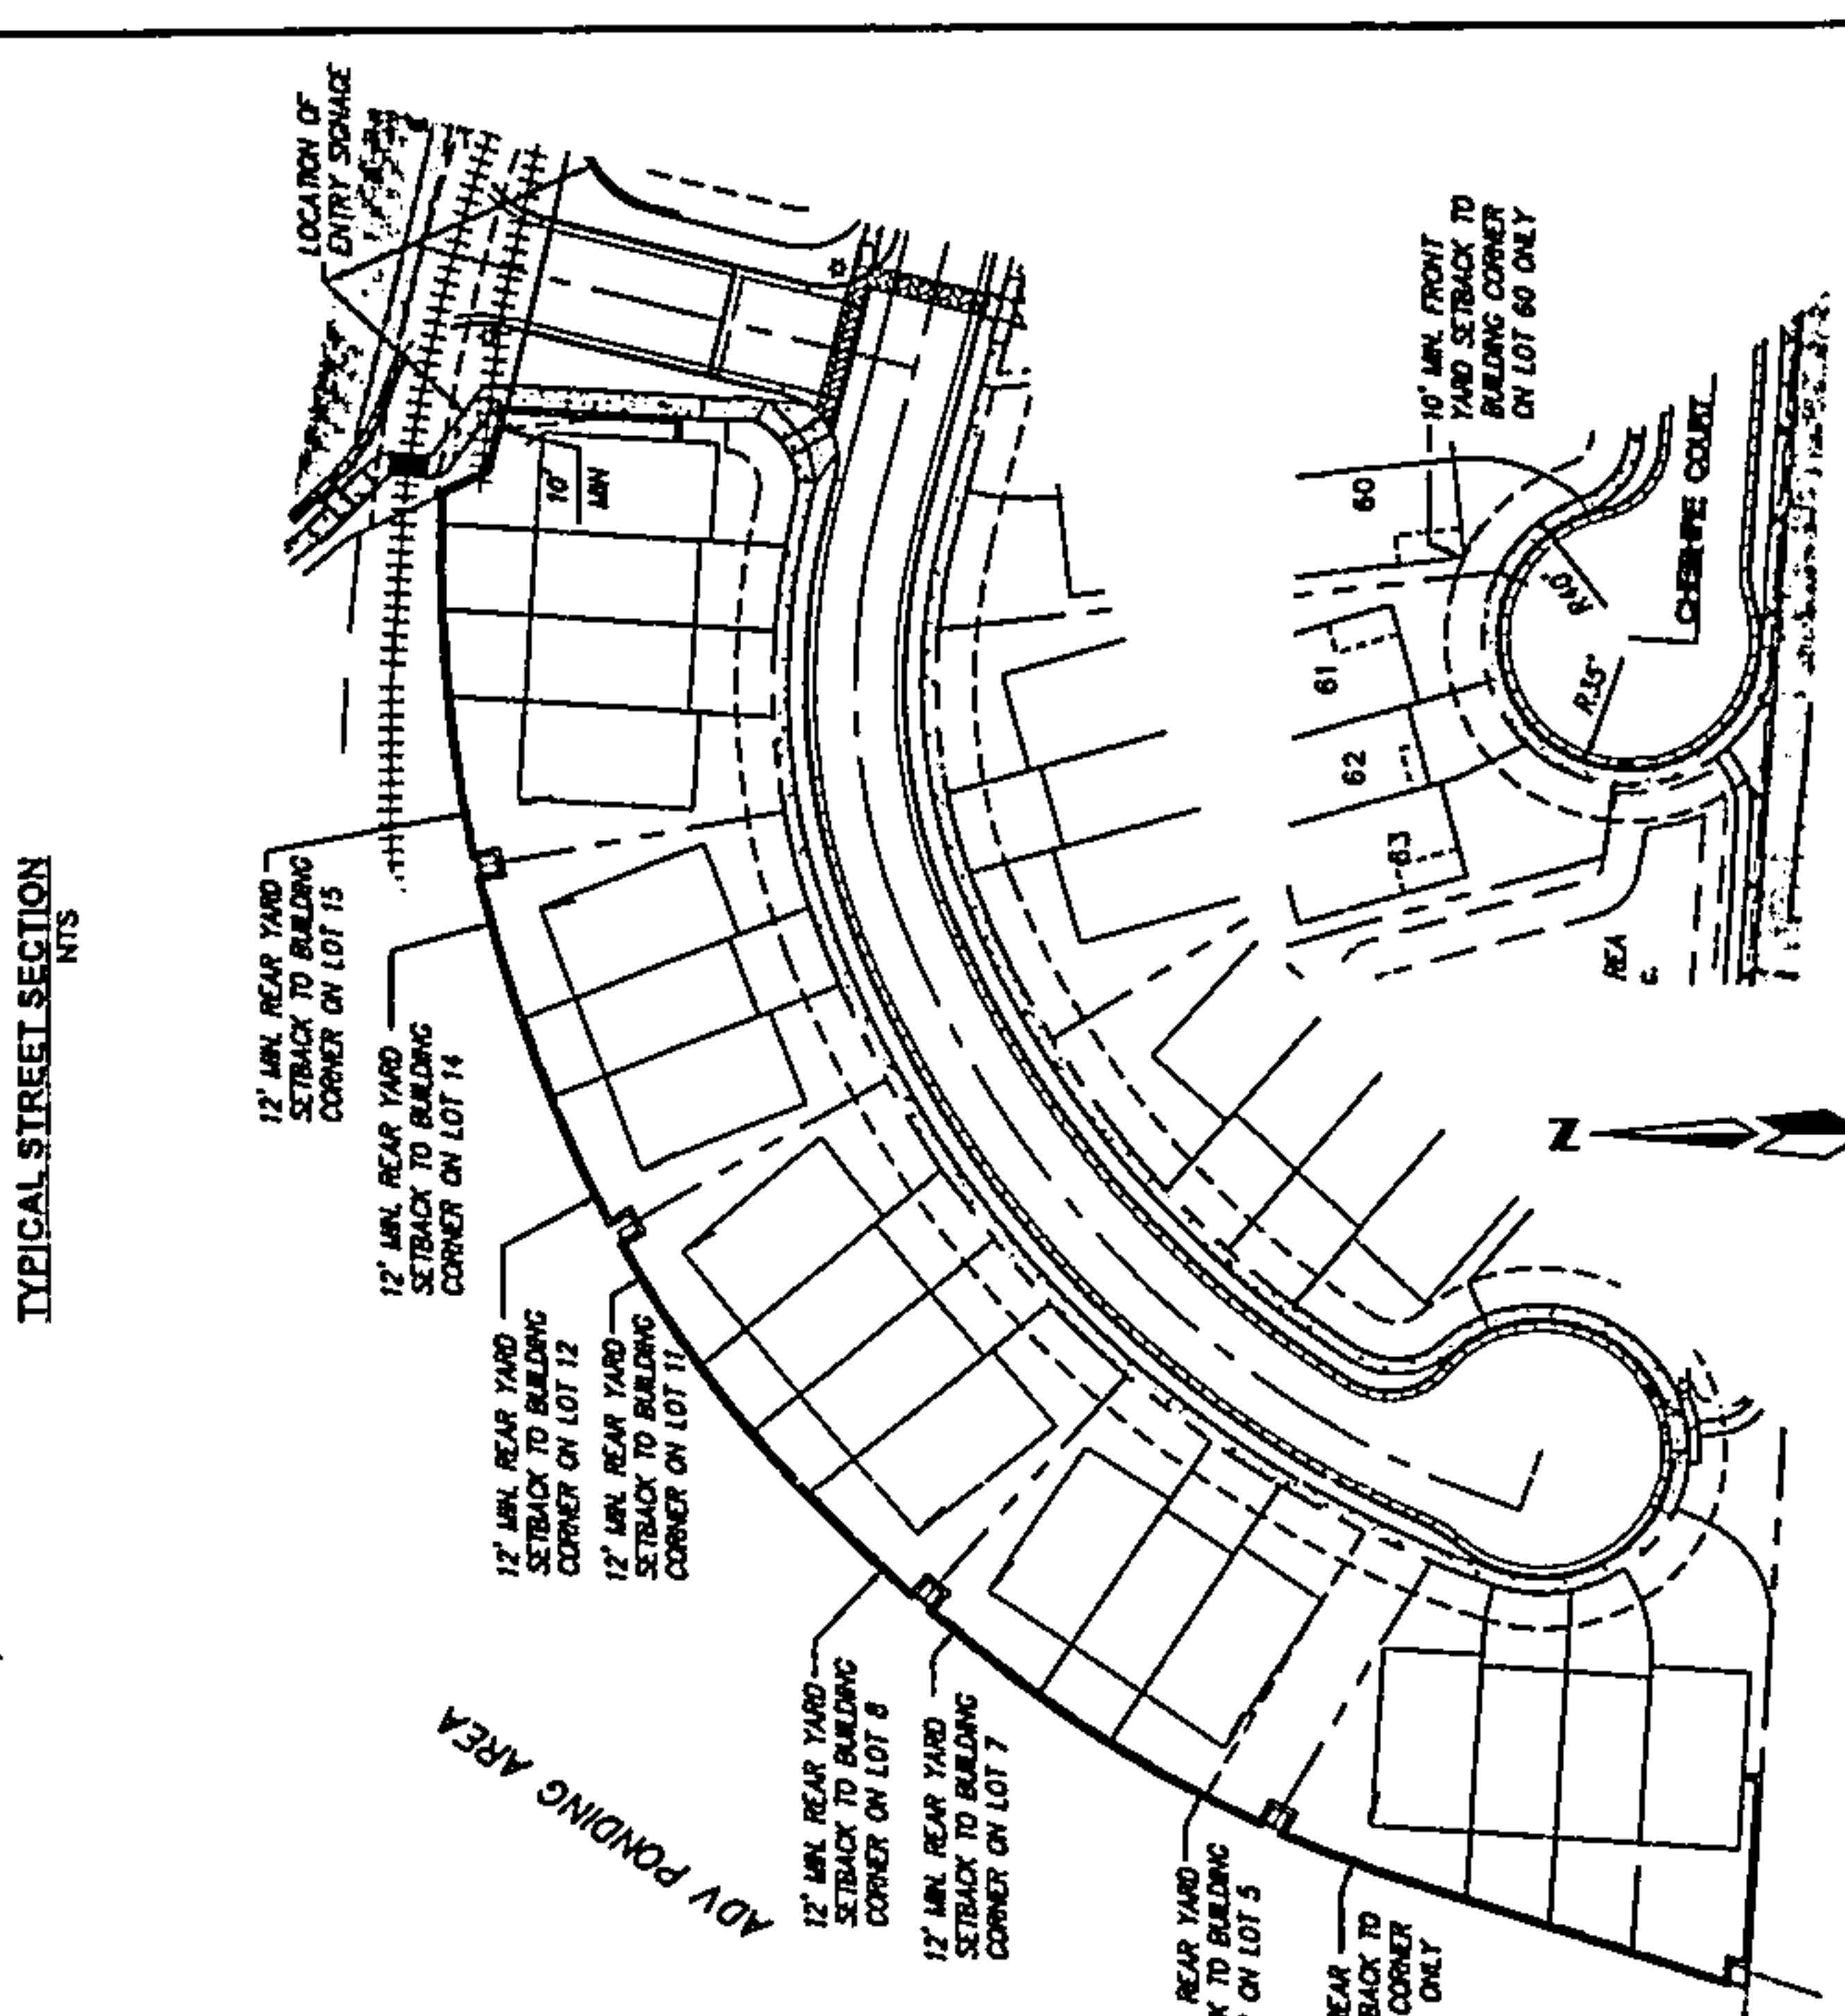 TYPICAL STREET SECTION
NTS
LOCATION OF
ENTRY SIGNAGE
12' MIN. REAR YARD
SETBACK TO BUILDING
CORNER ON LOT 15
12' MIN. REAR YARD
SETBACK TO BUILDING
CORNER ON LOT 14
12' MIN. REAR YARD
SETBACK TO BUILDING
CORNER ON LOT 12
12' MIN. REAR YARD
SETBACK TO BUILDING
CORNER ON LOT 11
12' MIN. REAR YARD
SETBACK TO BUILDING
CORNER ON LOT 8
12' MIN. REAR YARD
SETBACK TO BUILDING
CORNER ON LOT 7
REAR YARD
K TO BUILDING
ON LOT 5
EAR
BACK TO
CORNER
ONLY
ADV PONDING AREA
10'
MIN
10' MIN. FRONT
YARD SETBACK TO
BUILDING CORNER
ON LOT 60 ONLY
60
61
62
63
R40'
R35'
COURT
REA
N